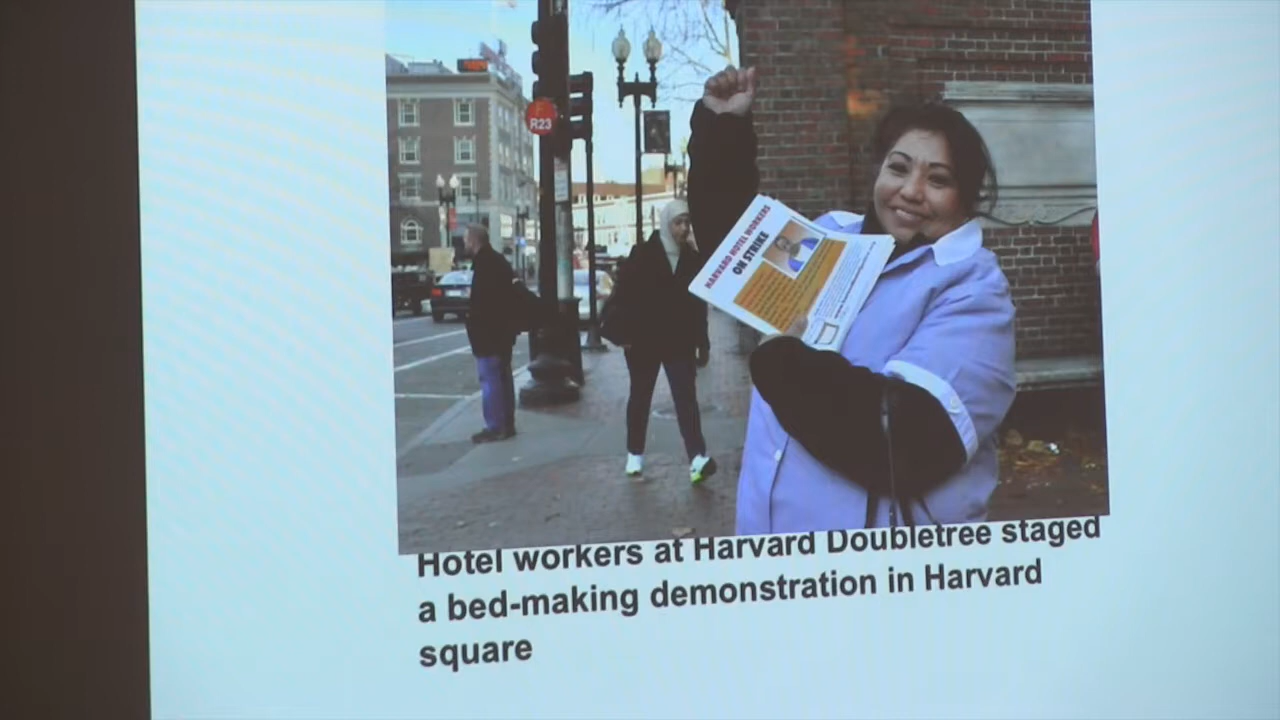 R23
HARVARD HOTEL WORKERS
ON STRIKE
Hotel workers at Harvard Doubletree staged
a bed-making demonstration in Harvard
square